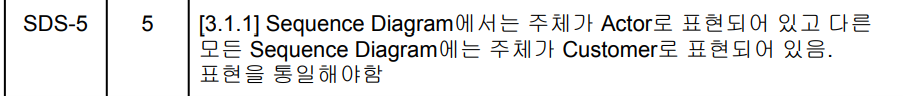 SDS-5 5 [3.1.1] Sequence Diagram에서는 주체가 Actor로 표현되어 있고 다른
모든 Sequence Diagram에는 주체가 Customer로 표현되어 있음.
표현을 통일해야함